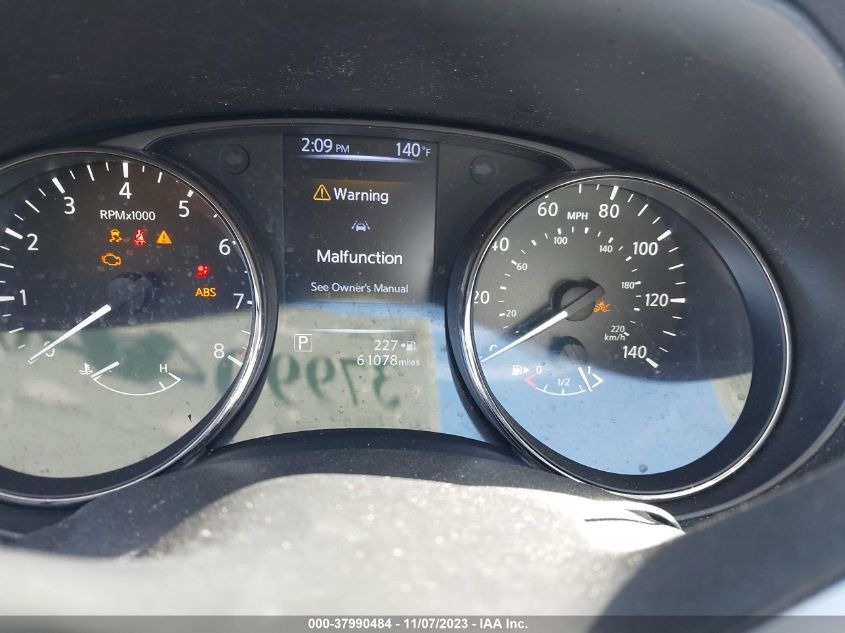 2:09 PM 140°F
Warning
Malfunction
See Owner's Manual
P 227
61078 miles
0 1 2 3 4 5 6 7 8
RPMx1000
ABS
H
20 40 60 80 100 120 140
MPH
20 60 100 140 180 220
km/h
0 1/2 1
37990
000-37990484 - 11/07/2023 - IAA Inc.